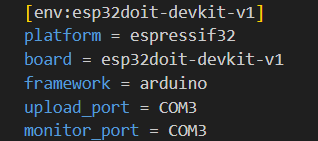 [env:esp32doit-devkit-v1]
platform = espressif32
board = esp32doit-devkit-v1
framework = arduino
upload_port = COM3
monitor_port = COM3